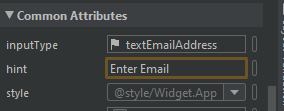 Common Attributes
inputType textEmailAddress
hint Enter Email
style @style/Widget.App